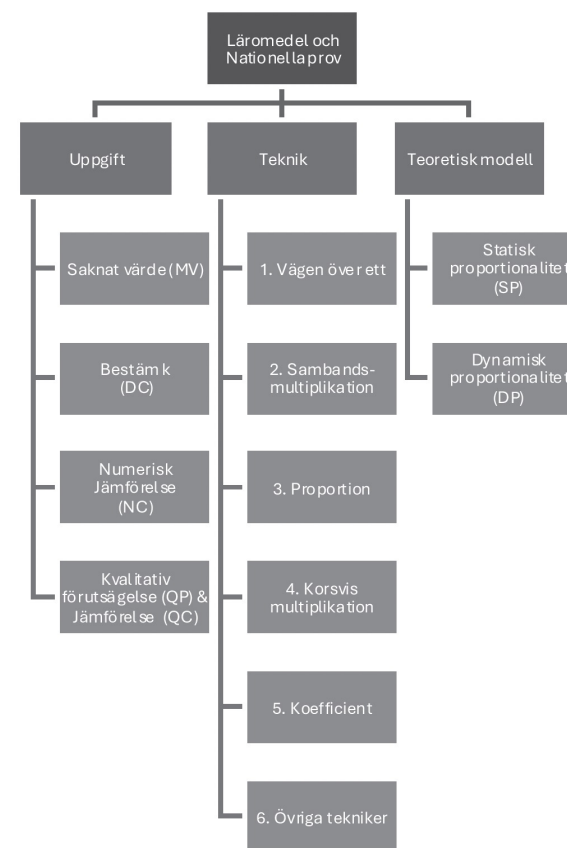 Läromedel och
Nationella prov
Uppgift
Saknat värde (MV)
Bestäm k
(DC)
Numerisk
Jämförelse
(NC)
Kvalitativ
förutsägelse (QP) &
Jämförelse (QC)
Teknik
1. Vägen över ett
2. Sambands-
multiplikation
3. Proportion
4. Korsvis
multiplikation
5. Koefficient
6. Övriga tekniker
Teoretisk modell
Statisk
proportionalitet
(SP)
Dynamisk
proportionalitet
(DP)